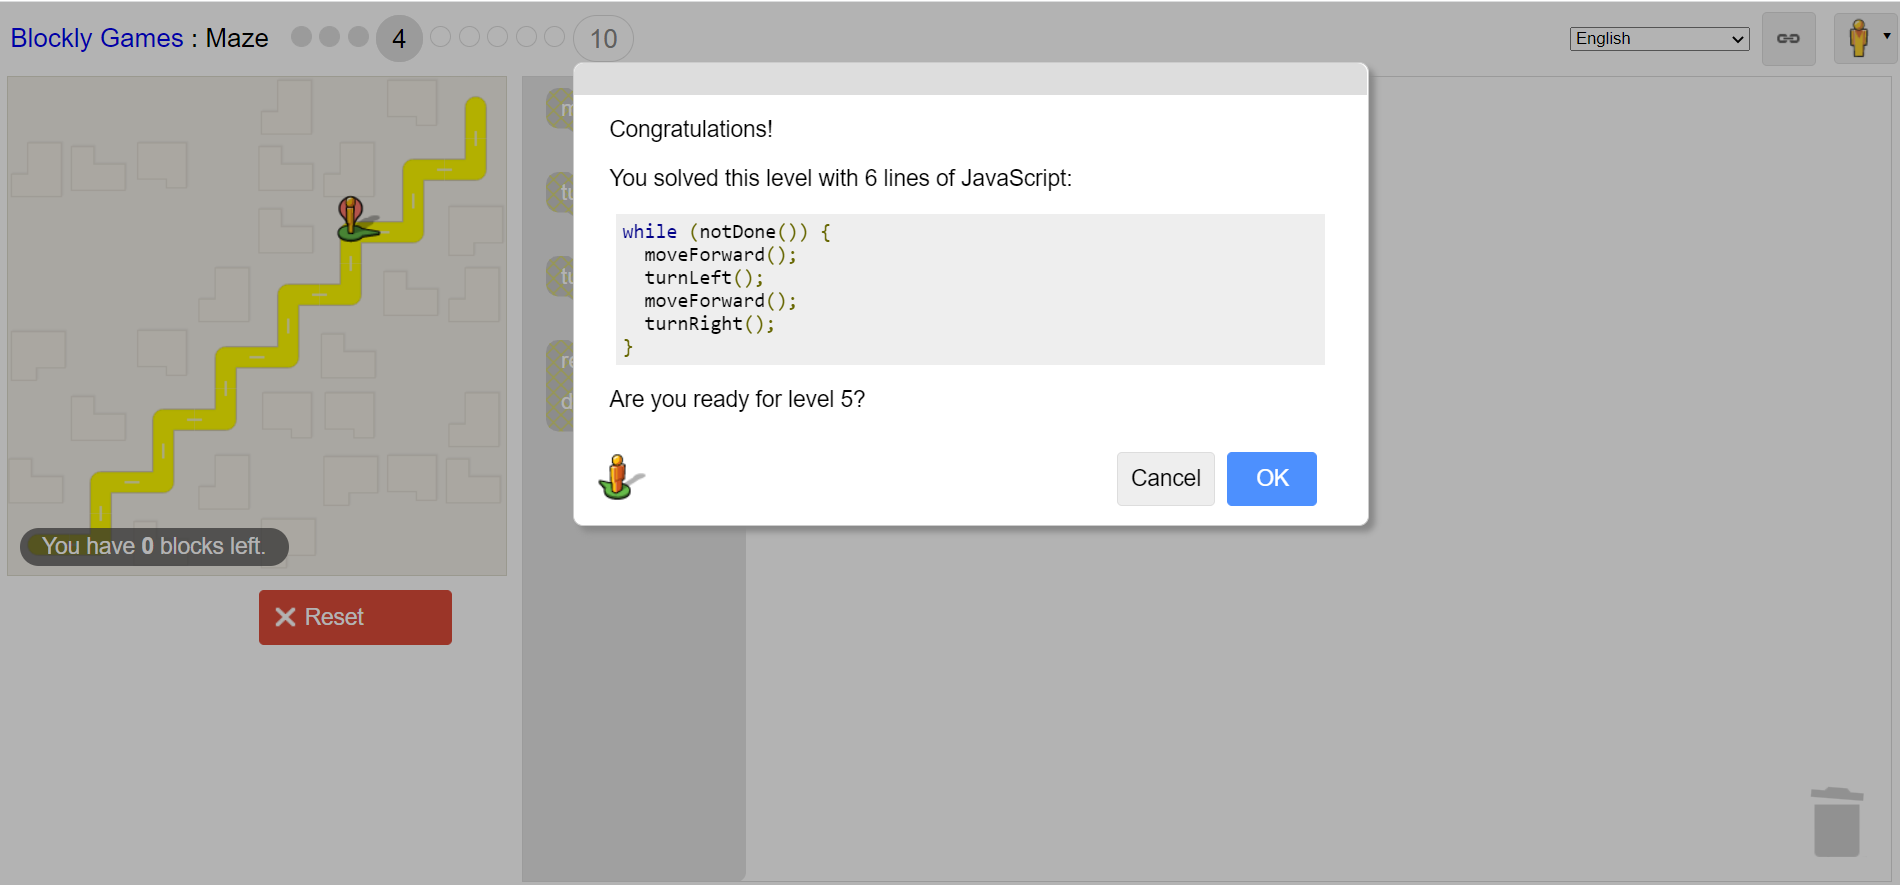 Blockly Games : Maze 4 10
English
Congratulations!
You solved this level with 6 lines of JavaScript:
while (notDone()) {
  moveForward();
  turnLeft();
  moveForward();
  turnRight();
}
Are you ready for level 5?
Cancel OK
You have 0 blocks left.
Reset